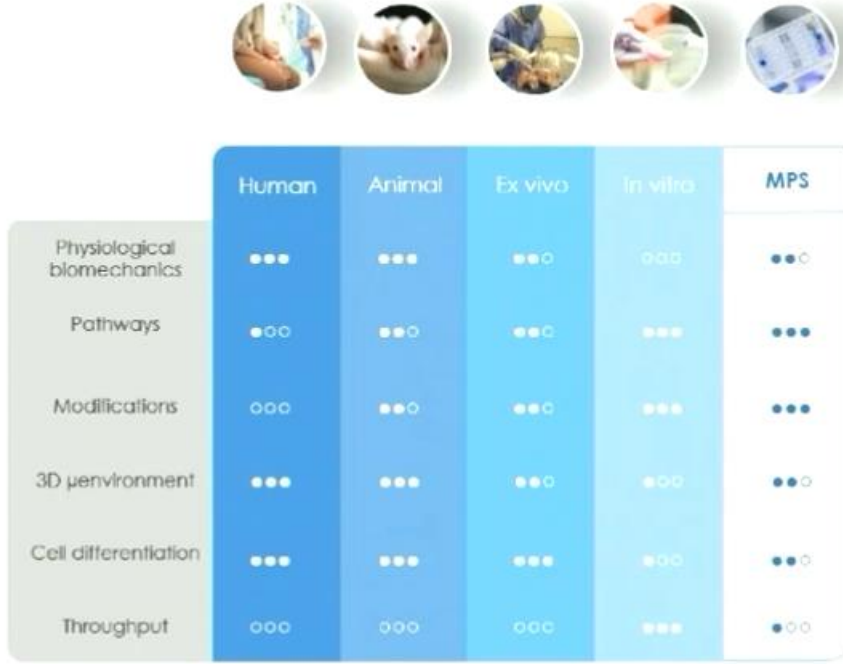 Human Animal Ex vivo In vitro MPS
Physiological
biomechanics
Pathways
Modifications
3D µenvironment
Cell differentiation
Throughput